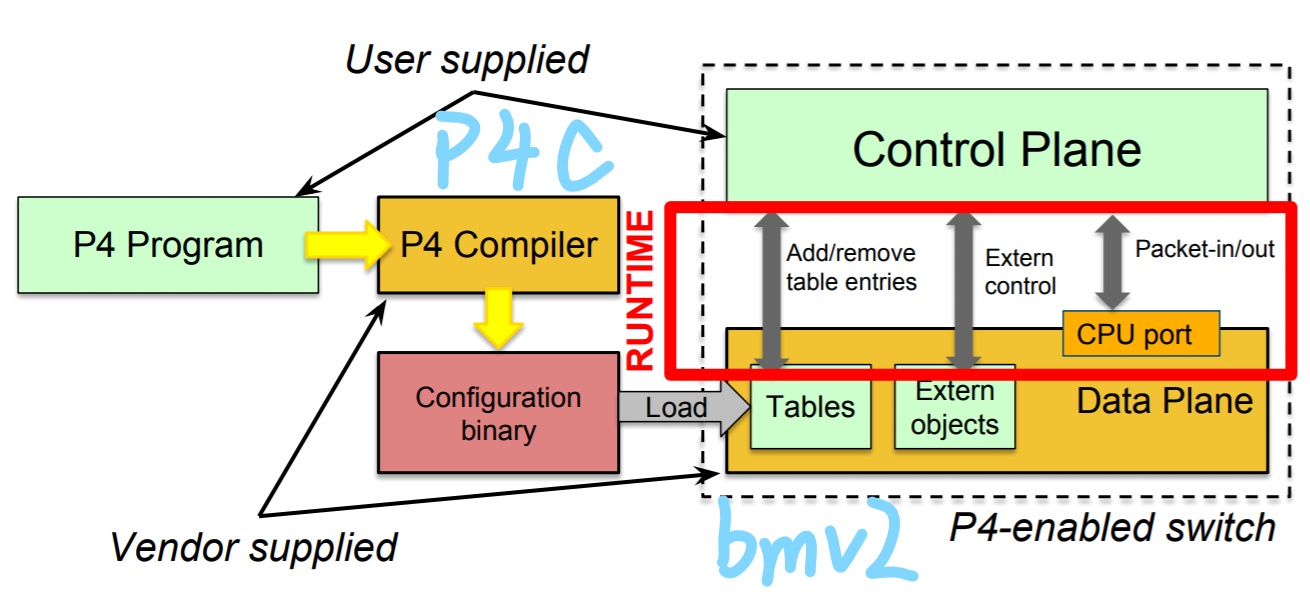 User supplied
P4C
Control Plane
P4 Program
P4 Compiler
RUNTIME
Add/remove
table entries
Extern
control
Packet-in/out
CPU port
Configuration
binary
Load
Tables
Extern
objects
Data Plane
Vendor supplied
bmv2
P4-enabled switch